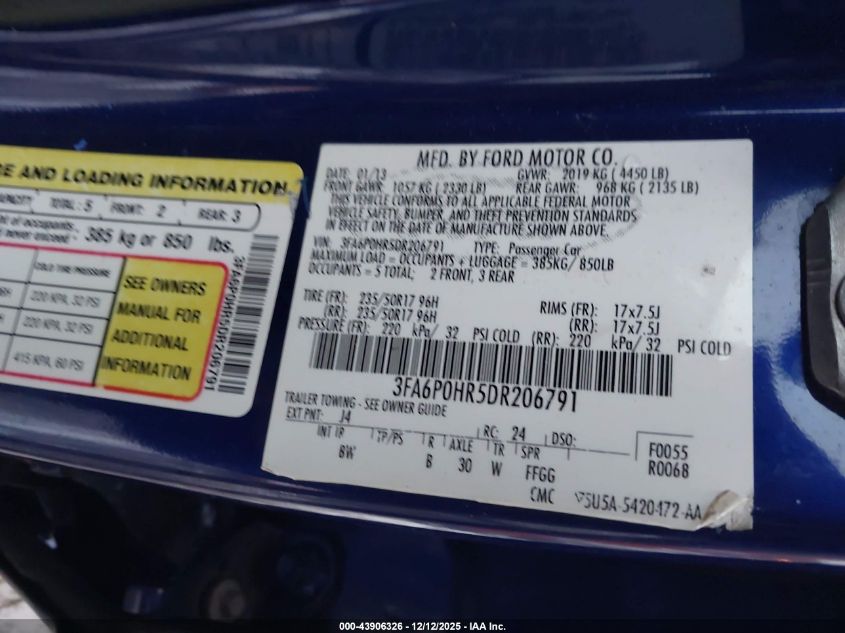 E AND LOADING INFORMATION
TOTAL : 5 FRONT: 2 REAR: 3
of occupants
never exceed 385 kg or 850 lbs.
COLD TIRE PRESSURE
220 KPA, 32 PSI
220 KPA, 32 PSI
415 KPA, 60 PSI
SEE OWNERS
MANUAL FOR
ADDITIONAL
INFORMATION
3FA6P0HR5DR206791
MFD. BY FORD MOTOR CO.
DATE: 01/13 GVWR: 2019 KG ( 4450 LB)
FRONT GAWR: 1057 KG ( 2330 LB) REAR GAWR: 968 KG ( 2135 LB)
THIS VEHICLE CONFORMS TO ALL APPLICABLE FEDERAL MOTOR
VEHICLE SAFETY, BUMPER, AND THEFT PREVENTION STANDARDS
IN EFFECT ON THE DATE OF MANUFACTURE SHOWN ABOVE.
VIN: 3FA6P0HR5DR206791 TYPE: Passenger Car
MAXIMUM LOAD = OCCUPANTS + LUGGAGE = 385KG/ 850LB
OCCUPANTS = 5 TOTAL; 2 FRONT, 3 REAR
TIRE (FR): 235/50R17 96H RIMS (FR): 17x7.5J
(RR): 235/50R17 96H (RR): 17x7.5J
PRESSURE (FR): 220 kPa/ 32 PSI COLD (RR): 220 kPa/ 32 PSI COLD
3FA6P0HR5DR206791
TRAILER TOWING - SEE OWNER GUIDE
EXT PNT: J4 RC: 24 DSO:
INT TR TP/PS R AXLE TR SPR
BW B 30 W FFGG
F0055
R0068
CMC 5U5A-5420472-AA
000-43906326 - 12/12/2025 - IAA Inc.